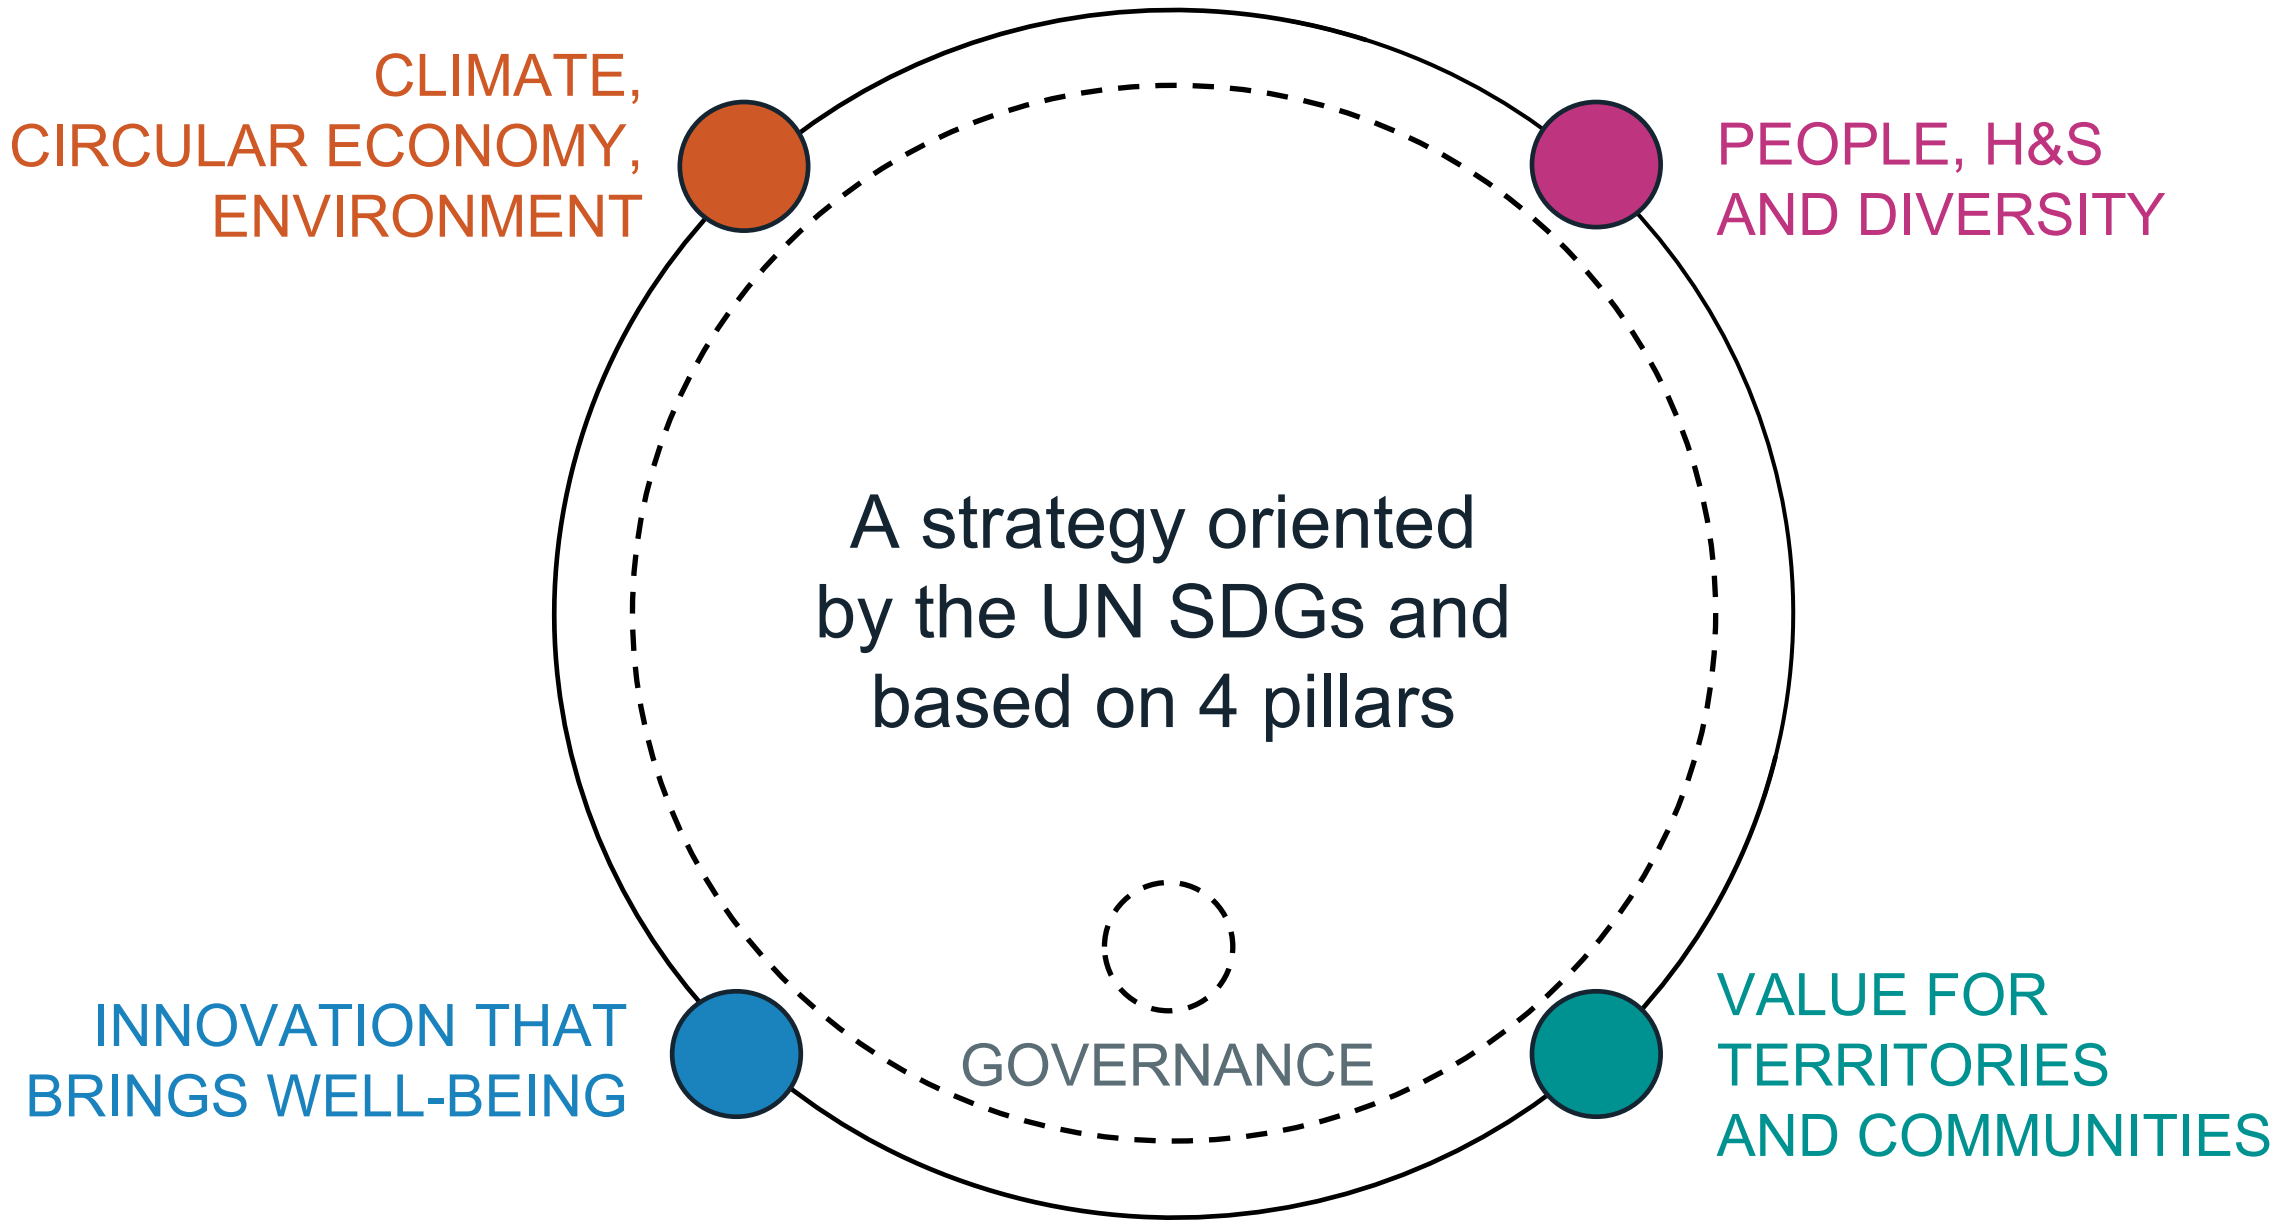 CLIMATE,
CIRCULAR ECONOMY,
ENVIRONMENT
PEOPLE, H&S
AND DIVERSITY
A strategy oriented
by the UN SDGs and
based on 4 pillars
GOVERNANCE
INNOVATION THAT
BRINGS WELL-BEING
VALUE FOR
TERRITORIES
AND COMMUNITIES